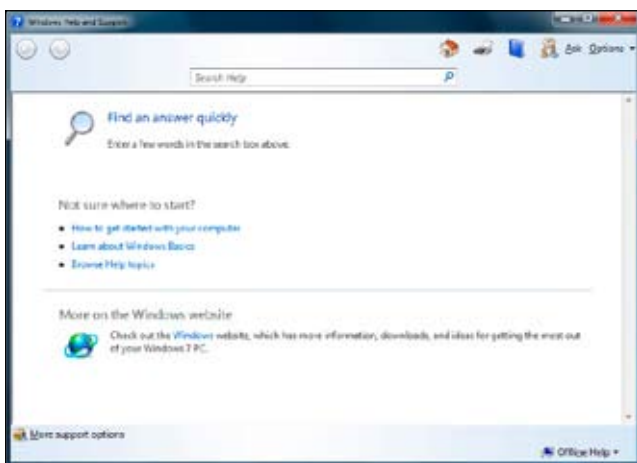 Windows Help and Support
Ask Options
Search Help
Find an answer quickly
Enter a few words in the search box above.
Not sure where to start?
How to get started with your computer
Learn about Windows Basics
Browse Help topics
More on the Windows website
Check out the Windows website, which has more information, downloads, and ideas for getting the most out
of your Windows 7 PC.
More support options
Office Help